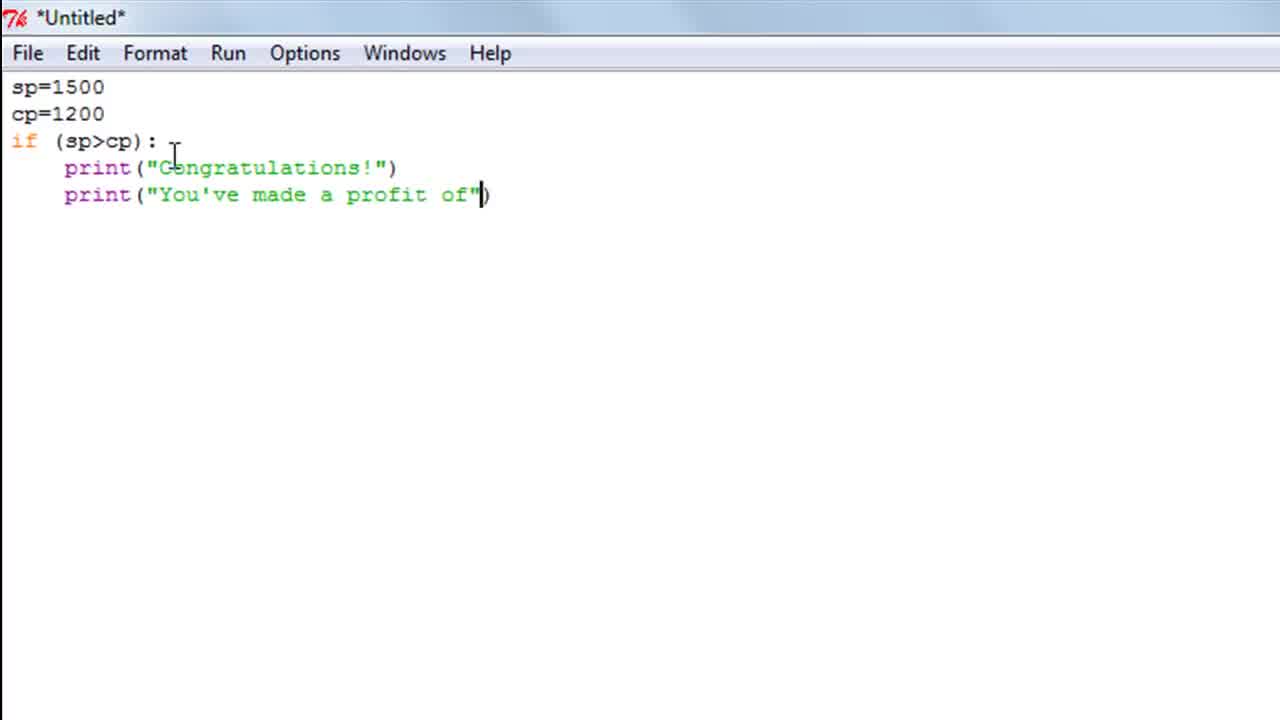 *Untitled*
File Edit Format Run Options Windows Help
sp=1500
cp=1200
if (sp>cp):
    print("Congratulations!")
    print("You've made a profit of")